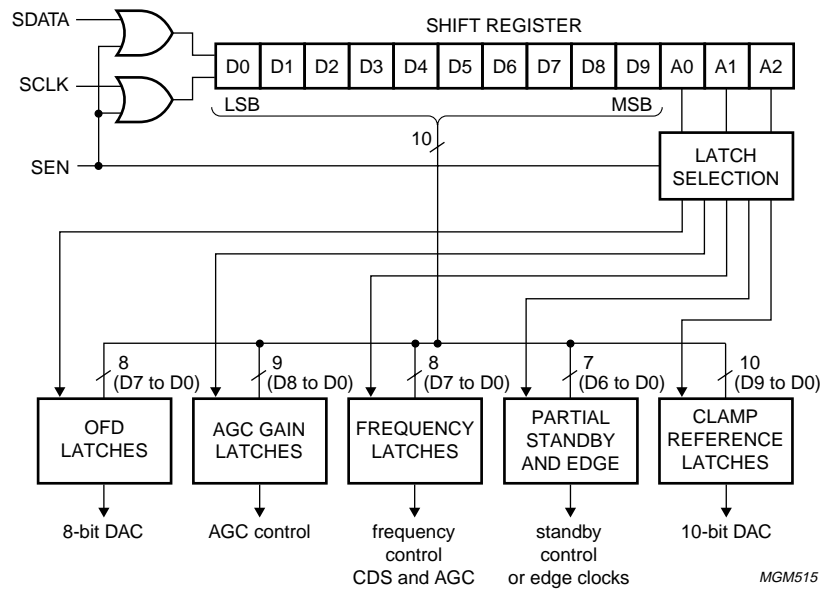 SHIFT REGISTER
SDATA
SCLK
SEN
D0 D1 D2 D3 D4 D5 D6 D7 D8 D9 A0 A1 A2
LSB MSB
10
LATCH
SELECTION
8
(D7 to D0)
9
(D8 to D0)
8
(D7 to D0)
7
(D6 to D0)
10
(D9 to D0)
OFD
LATCHES
AGC GAIN
LATCHES
FREQUENCY
LATCHES
PARTIAL
STANDBY
AND EDGE
CLAMP
REFERENCE
LATCHES
8-bit DAC
AGC control
frequency
control
CDS and AGC
standby
control
or edge clocks
10-bit DAC
MGM515